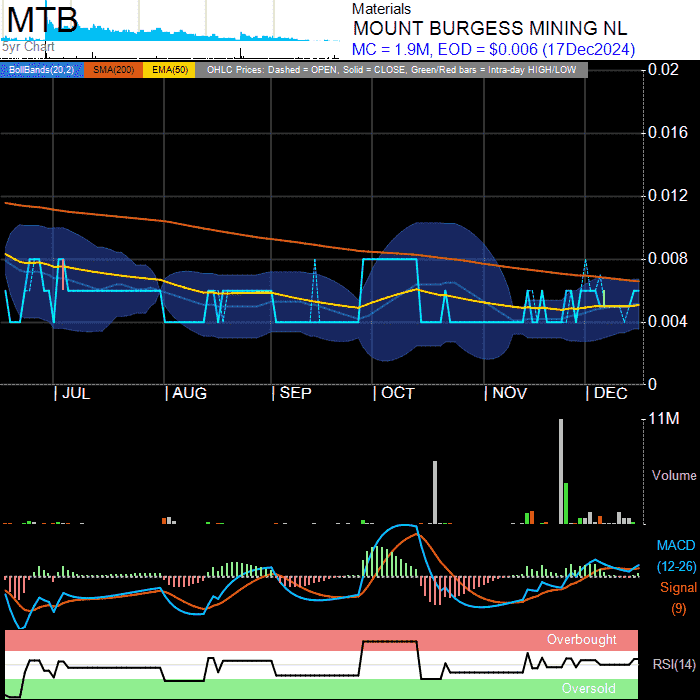 MTB
5yr Chart
Materials
MOUNT BURGESS MINING NL
MC = 1.9M, EOD = $0.006 (17Dec2024)
BollBands(20,2) SMA(200) EMA(50) OHLC Prices: Dashed = OPEN, Solid = CLOSE, Green/Red bars = Intra-day HIGH/LOW
0.02
0.016
0.012
0.008
0.004
0
JUL AUG SEP OCT NOV DEC
11M
Volume
MACD
(12-26)
Signal
(9)
Overbought
RSI(14)
Oversold